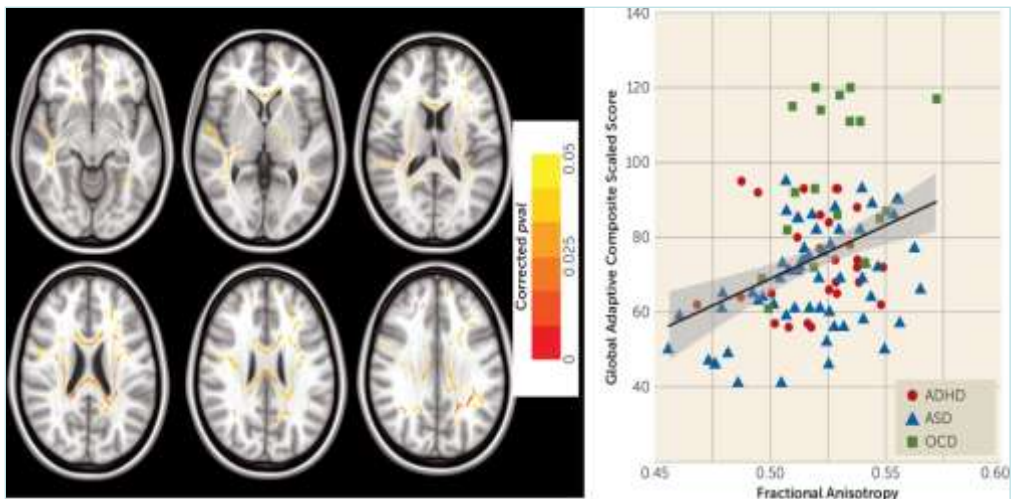 Corrected pval
0.05
0.025
0
Global Adaptive Composite Scaled Score
140
120
100
80
60
40
ADHD
ASD
OCD
0.45
0.50
0.55
0.60
Fractional Anisotropy